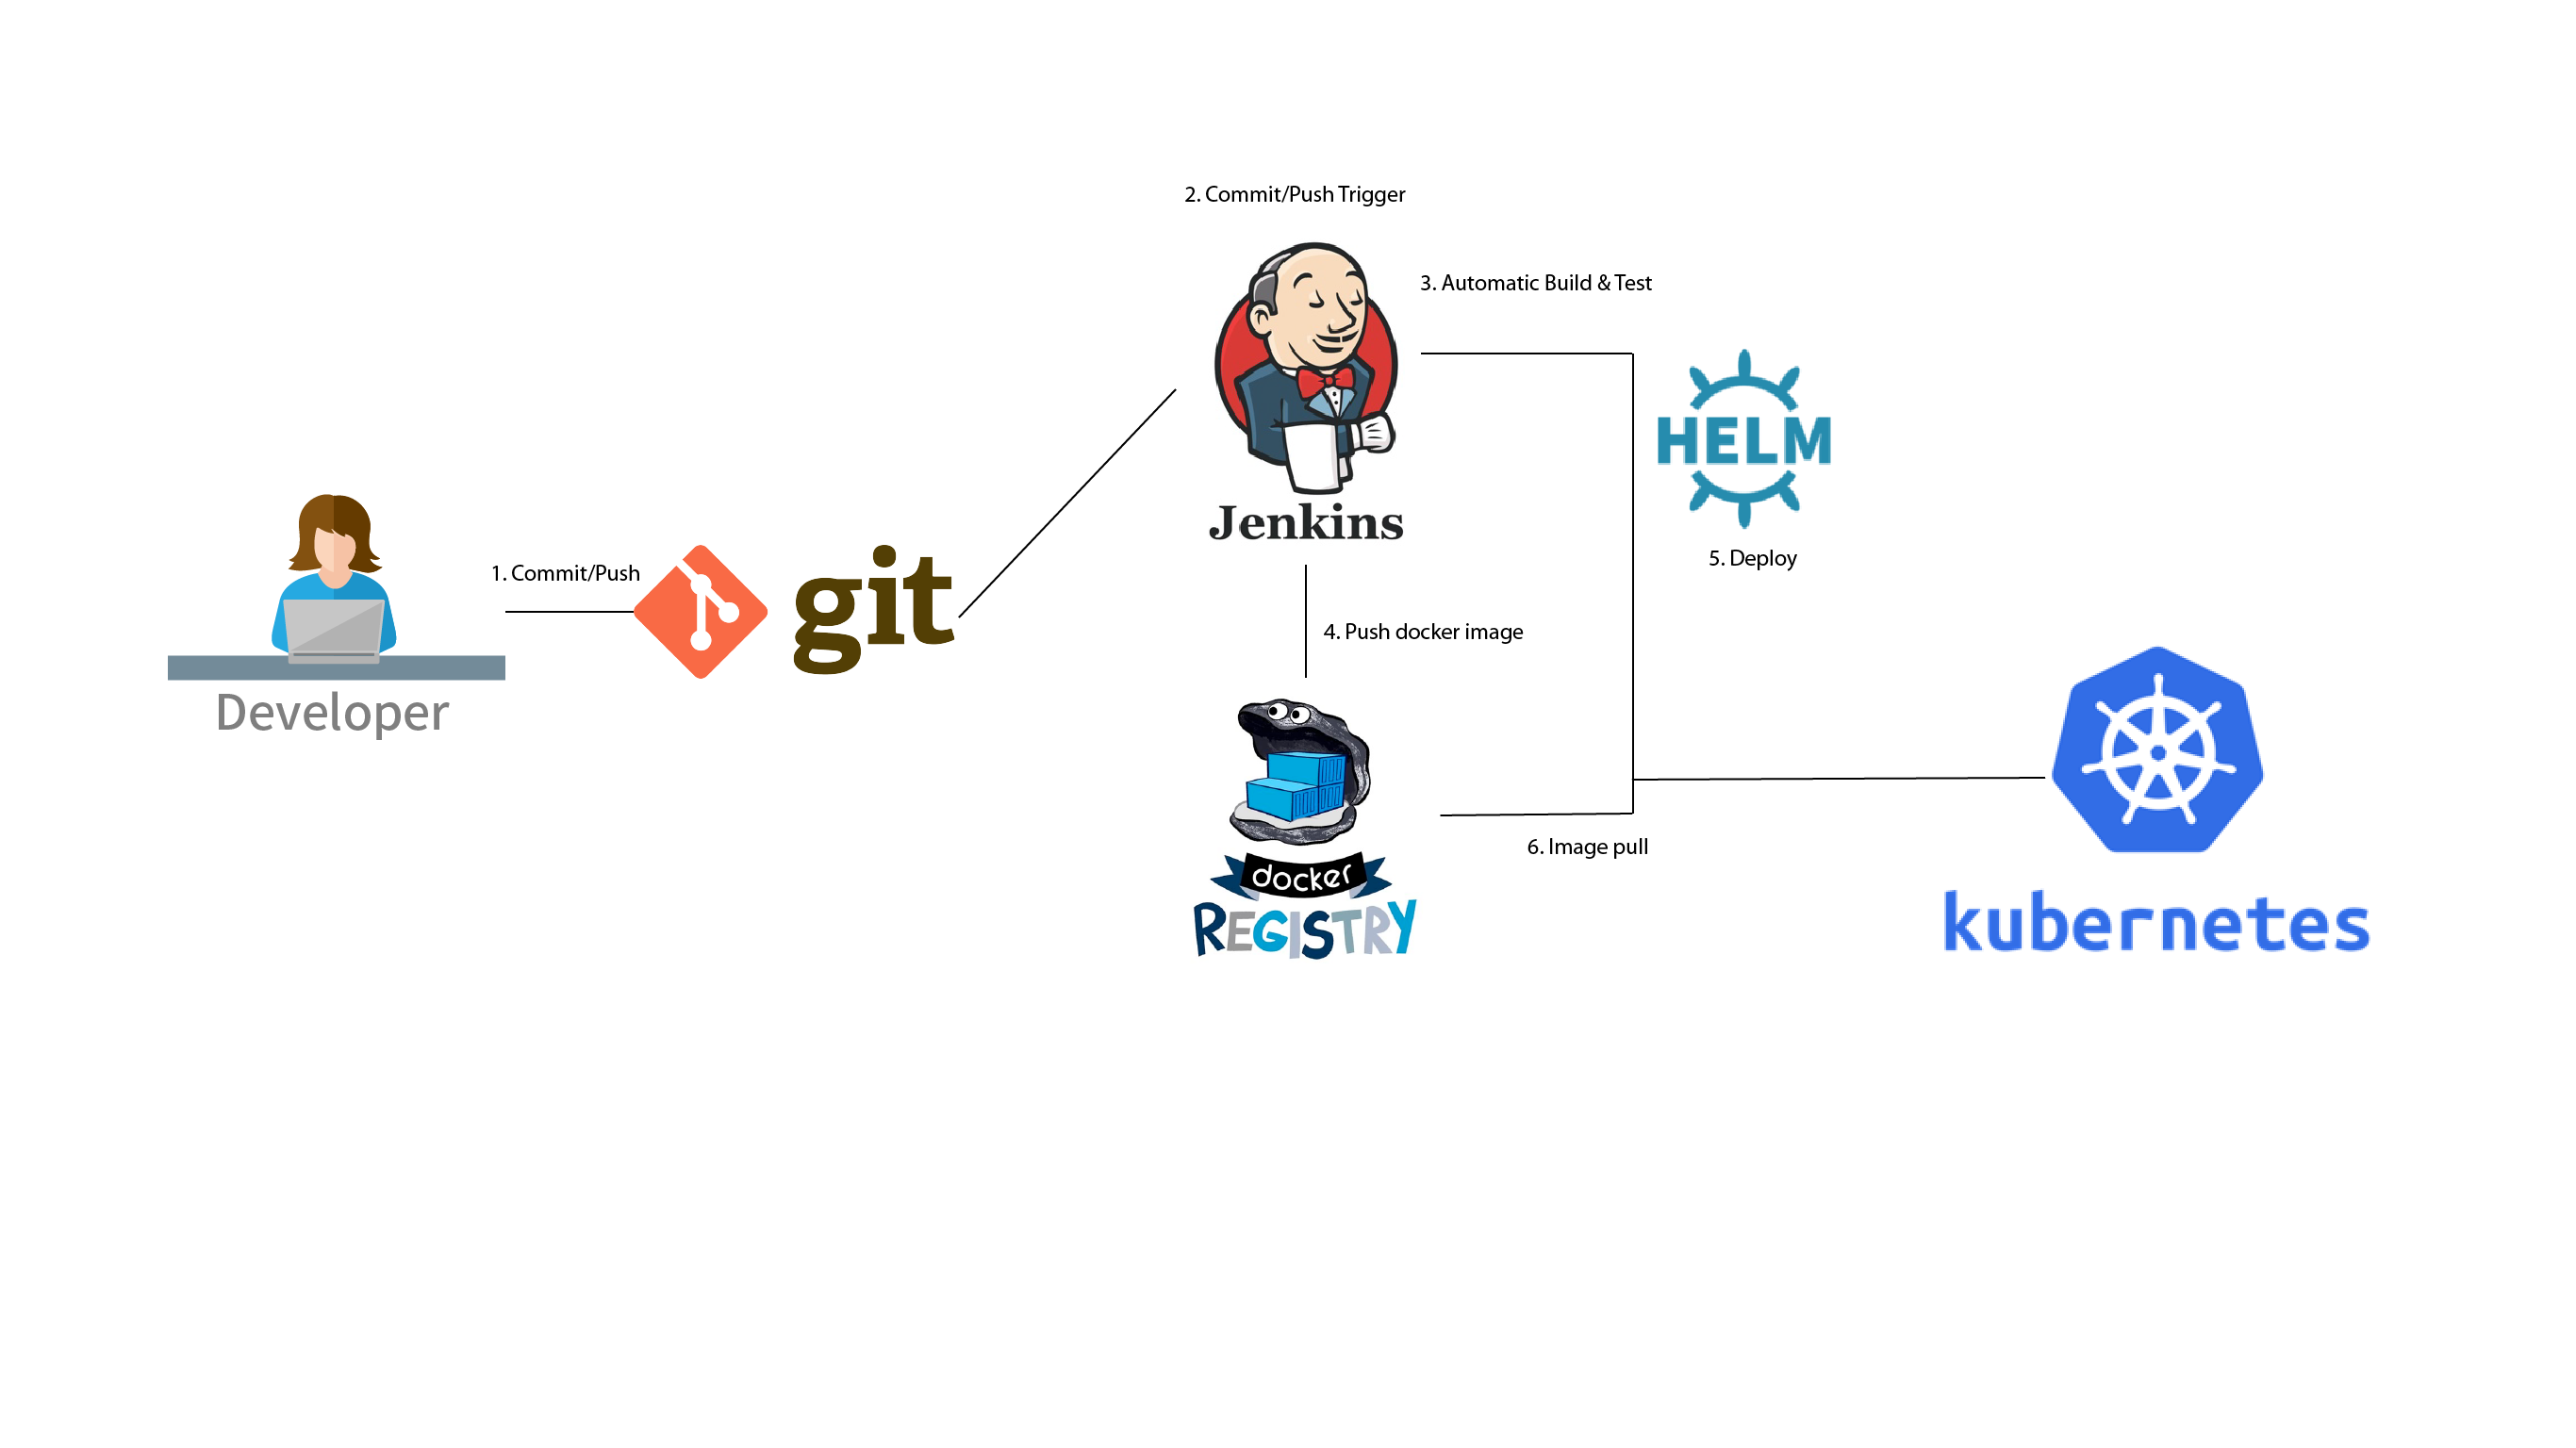 2. Commit/Push Trigger
3. Automatic Build & Test
Jenkins
HELM
5. Deploy
1. Commit/Push
git
Developer
4. Push docker image
docker
REGISTRY
6. Image pull
kubernetes